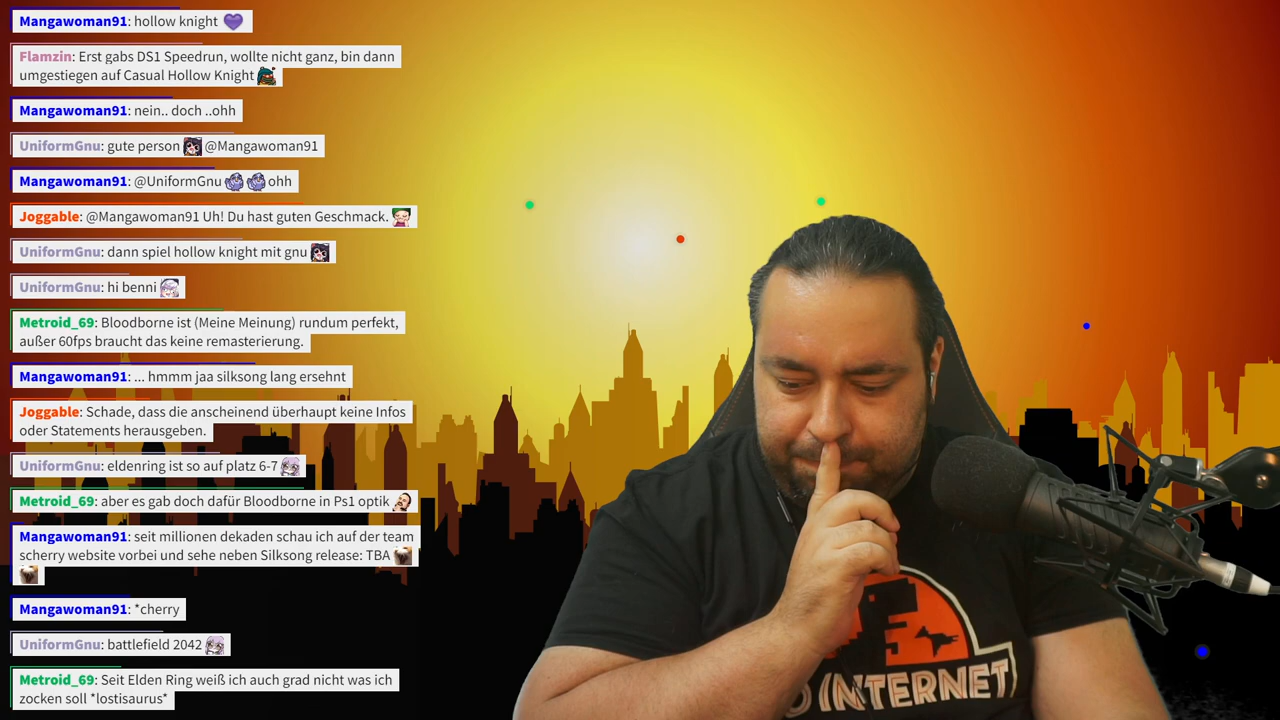 Mangawoman91: hollow knight
Flamzin: Erst gabs DS1 Speedrun, wollte nicht ganz, bin dann
umgestiegen auf Casual Hollow Knight
Mangawoman91: nein.. doch ..ohh
UniformGnu: gute person @Mangawoman91
Mangawoman91: @UniformGnu ohh
Joggable: @Mangawoman91 Uh! Du hast guten Geschmack.
UniformGnu: dann spiel hollow knight mit gnu
UniformGnu: hi benni
Metroid_69: Bloodborne ist (Meine Meinung) rundum perfekt,
außer 60fps braucht das keine remasterierung.
Mangawoman91: ... hmmm jaa silksong lang ersehnt
Joggable: Schade, dass die anscheinend überhaupt keine Infos
oder Statements herausgeben.
UniformGnu: eldenring ist so auf platz 6-7
Metroid_69: aber es gab doch dafür Bloodborne in Ps1 optik
Mangawoman91: seit millionen dekaden schau ich auf der team
scherry website vorbei und sehe neben Silksong release: TBA
Mangawoman91: *cherry
UniformGnu: battlefield 2042
Metroid_69: Seit Elden Ring weiß ich auch grad nicht was ich
zocken soll *lostisaurus*
INTERNET